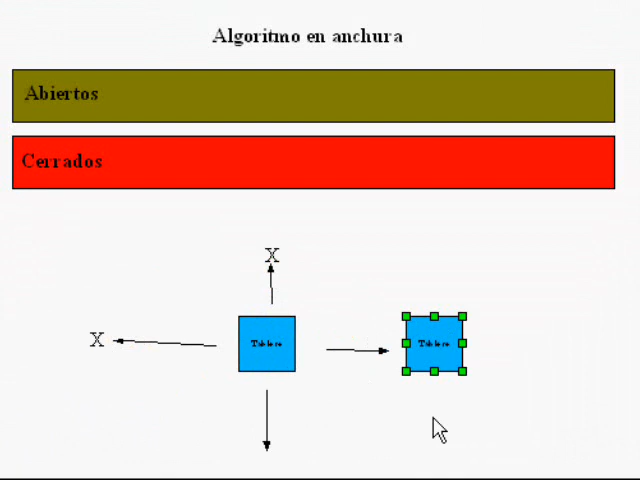 Algoritmo en anchura
Abiertos
Cerrados
X
X
Tablero
Tablero